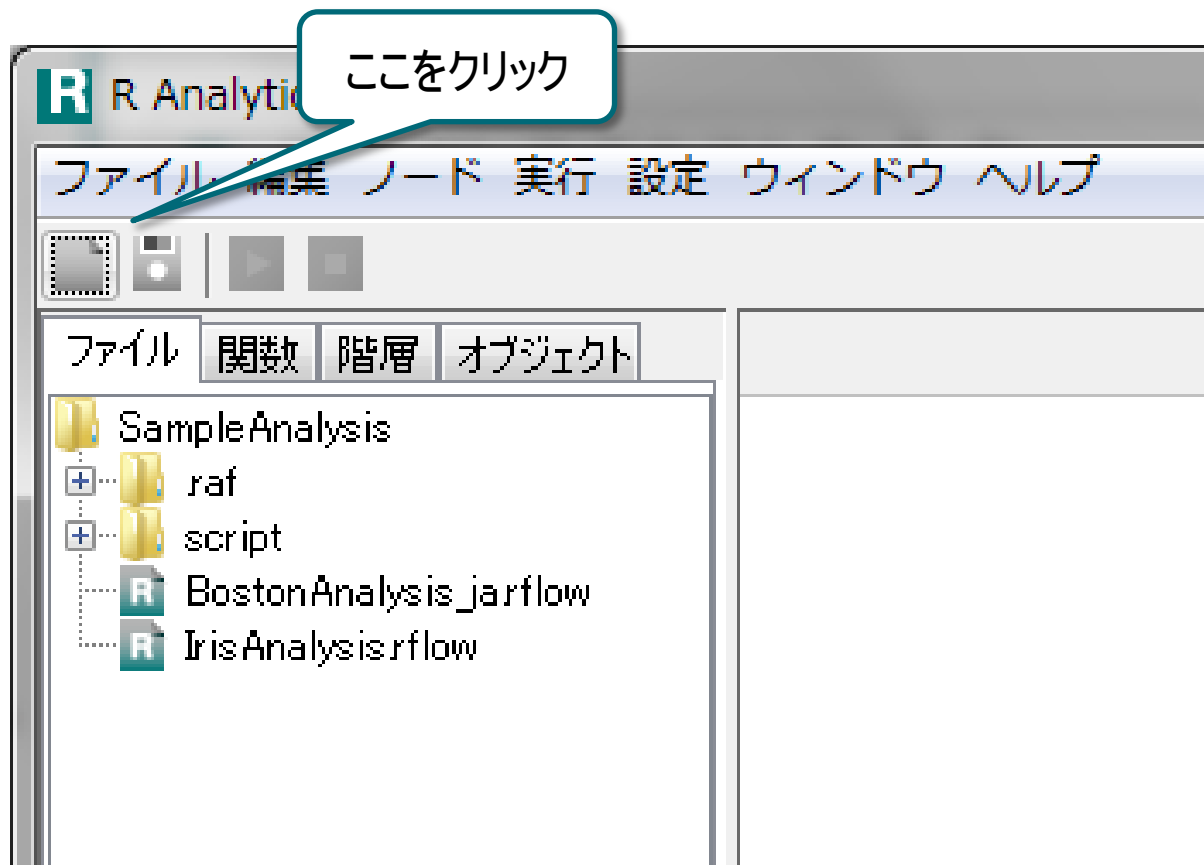 ここをクリック
R R Analytic
ファイル 編集 ノード 実行 設定 ウィンドウ ヘルプ
ファイル 関数 階層 オブジェクト
SampleAnalysis
.raf
script
BostonAnalysis_ja.rflow
IrisAnalysis.rflow